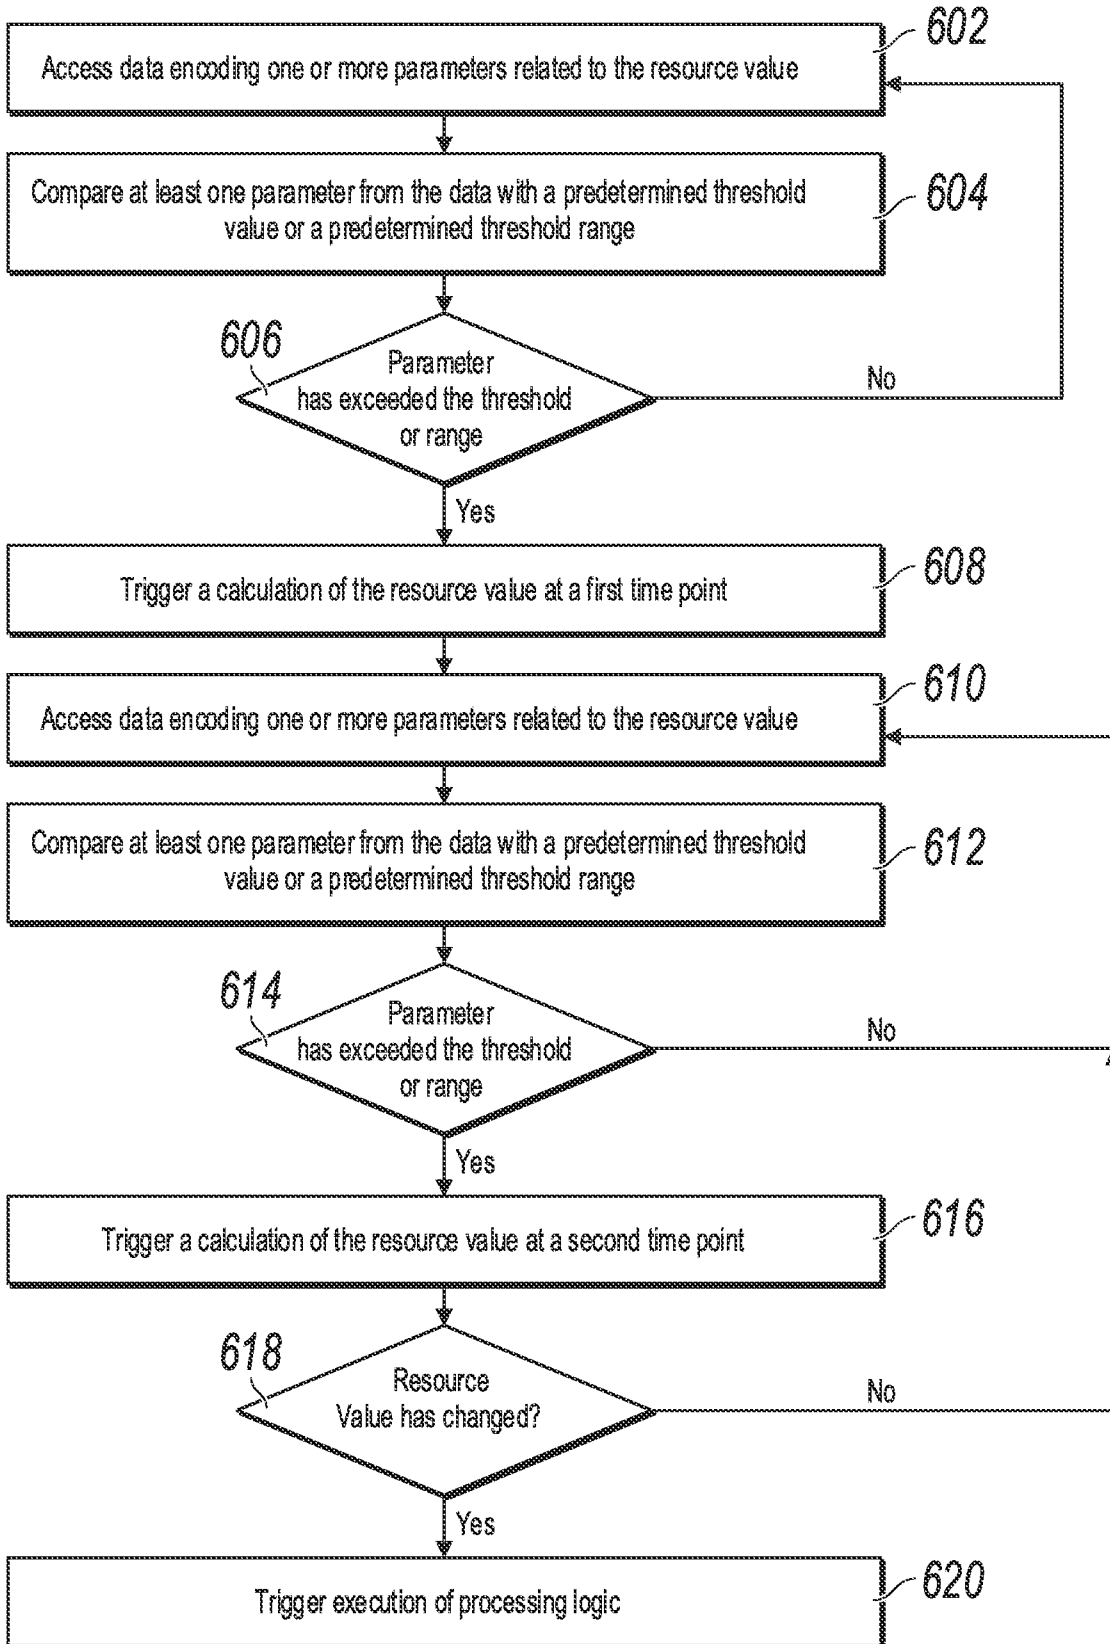 602
Access data encoding one or more parameters related to the resource value
604
Compare at least one parameter from the data with a predetermined threshold
value or a predetermined threshold range
606
Parameter
has exceeded the threshold
or range
No
Yes
608
Trigger a calculation of the resource value at a first time point
610
Access data encoding one or more parameters related to the resource value
612
Compare at least one parameter from the data with a predetermined threshold
value or a predetermined threshold range
614
Parameter
has exceeded the threshold
or range
No
Yes
616
Trigger a calculation of the resource value at a second time point
618
Resource
Value has changed?
No
Yes
620
Trigger execution of processing logic